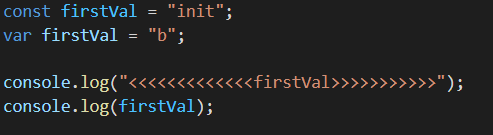 const firstVal = "init";
var firstVal = "b";
console.log("<<<<<<<<<<<<<firstVal>>>>>>>>>>>");
console.log(firstVal);